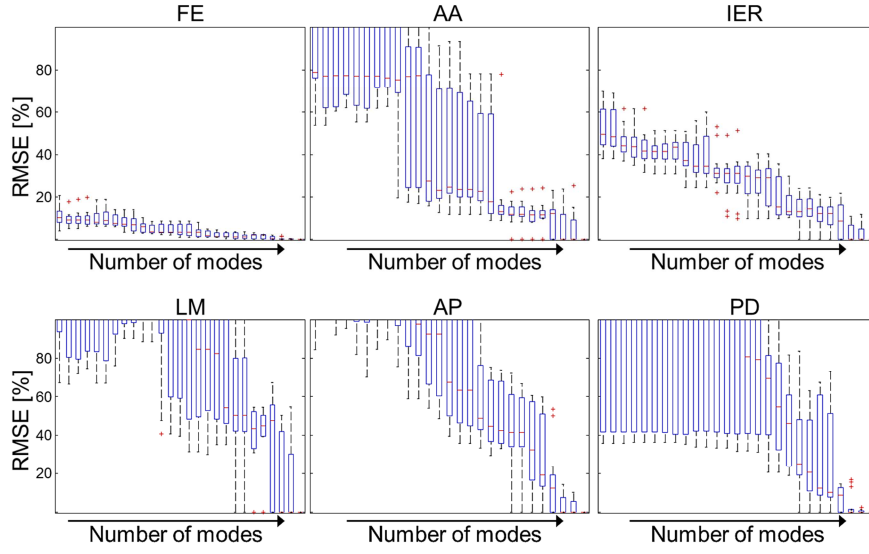 FE AA IER
RMSE [%]
80
60
40
20
Number of modes Number of modes Number of modes
LM AP PD
RMSE [%]
80
60
40
20
Number of modes Number of modes Number of modes